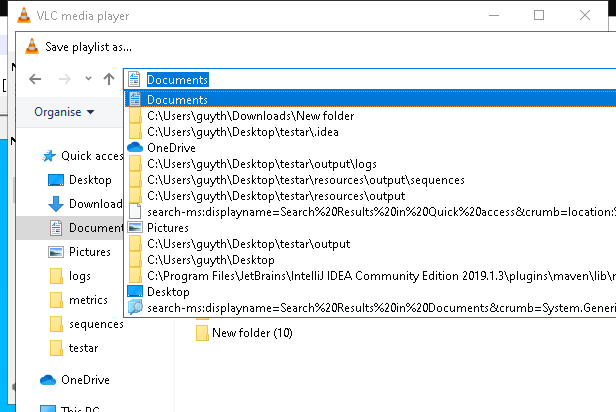 VLC media player
Save playlist as...
Documents
Organise
Documents
C:\Users\guyth\Downloads\New folder
C:\Users\guyth\Desktop\testar\.idea
OneDrive
C:\Users\guyth\Desktop\testar\output\logs
C:\Users\guyth\Desktop\testar\resources\output\sequences
C:\Users\guyth\Desktop\testar\resources\output
search-ms:displayname=Search%20Results%20in%20Quick%20access&crumb=location:
Pictures
C:\Users\guyth\Desktop\testar\output
C:\Users\guyth\Desktop
C:\Program Files\JetBrains\IntelliJ IDEA Community Edition 2019.1.3\plugins\maven\lib\
Desktop
search-ms:displayname=Search%20Results%20in%20Documents&crumb=System.Generi
Quick acces
Desktop
Download
Document
Pictures
logs
metrics
sequences
testar
OneDrive
This PC
New folder (10)